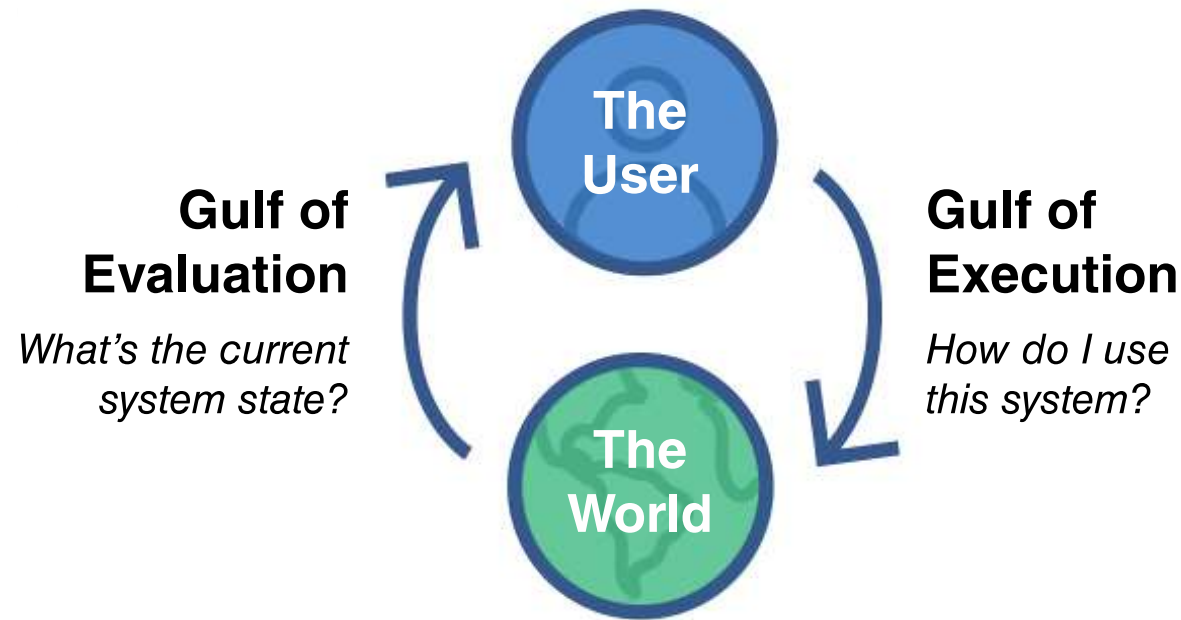 The
User
Gulf of
Evaluation
What's the current
system state?
Gulf of
Execution
How do I use
this system?
The
World